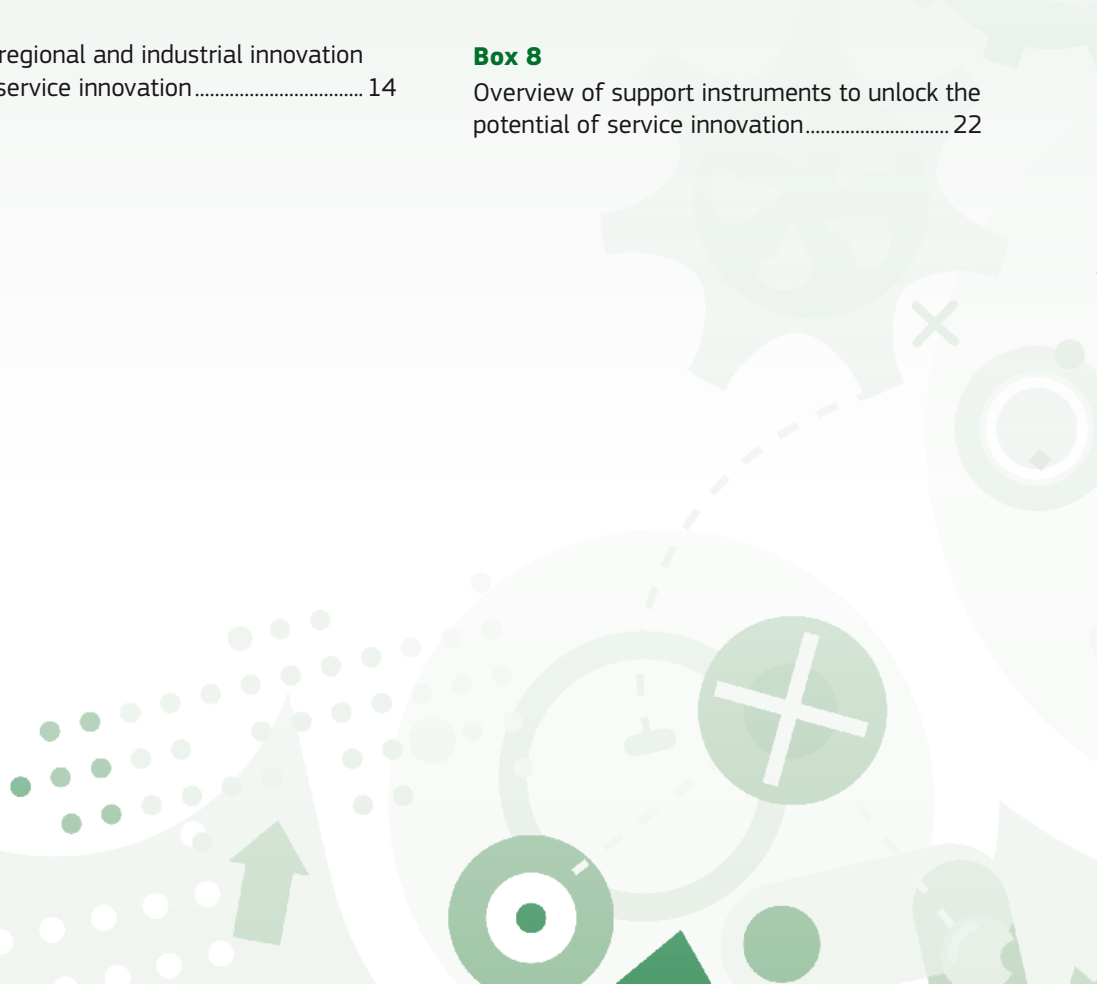 regional and industrial innovation
service innovation................................. 14
Box 8
Overview of support instruments to unlock the
potential of service innovation............................ 22